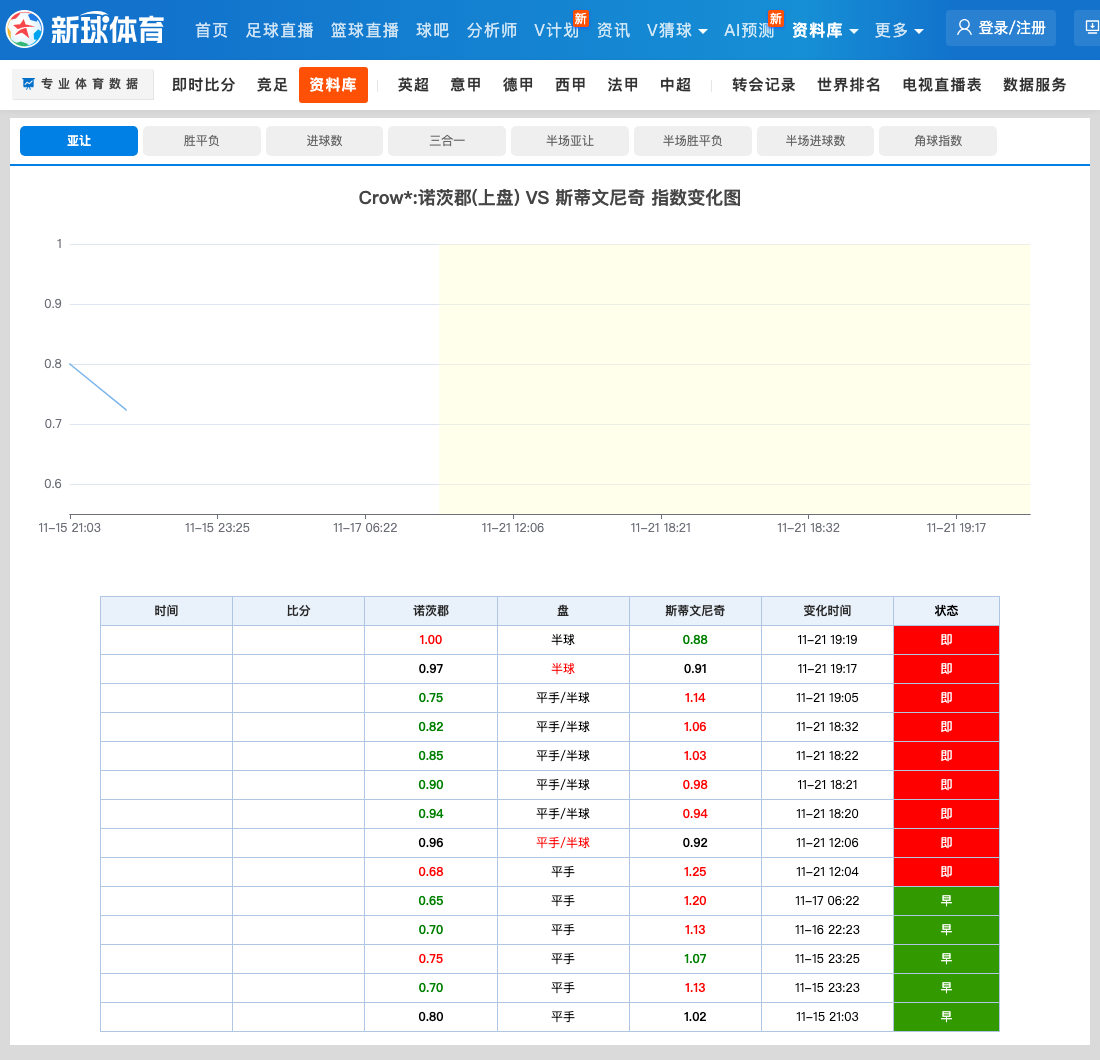 新球体育 首页 足球直播 篮球直播 球吧 分析师 V计划 新 资讯 V猜球 AI预测 新 资料库 更多 登录/注册
专业体育数据 即时比分 竞足 资料库 英超 意甲 德甲 西甲 法甲 中超 转会记录 世界排名 电视直播表 数据服务
亚让 胜平负 进球数 三合一 半场亚让 半场胜平负 半场进球数 角球指数
Crow*:诺茨郡(上盘) VS 斯蒂文尼奇 指数变化图
1
0.9
0.8
0.7
0.6
11-15 21:03 11-15 23:25 11-17 06:22 11-21 12:06 11-21 18:21 11-21 18:32 11-21 19:17
时间 比分 诺茨郡 盘 斯蒂文尼奇 变化时间 状态
1.00 半球 0.88 11-21 19:19 即
0.97 半球 0.91 11-21 19:17 即
0.75 平手/半球 1.14 11-21 19:05 即
0.82 平手/半球 1.06 11-21 18:32 即
0.85 平手/半球 1.03 11-21 18:22 即
0.90 平手/半球 0.98 11-21 18:21 即
0.94 平手/半球 0.94 11-21 18:20 即
0.96 平手/半球 0.92 11-21 12:06 即
0.68 平手 1.25 11-21 12:04 即
0.65 平手 1.20 11-17 06:22 早
0.70 平手 1.13 11-16 22:23 早
0.75 平手 1.07 11-15 23:25 早
0.70 平手 1.13 11-15 23:23 早
0.80 平手 1.02 11-15 21:03 早